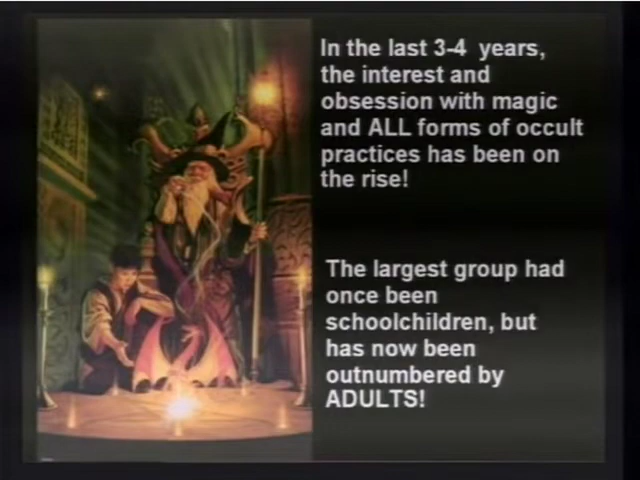 In the last 3-4 years,
the interest and
obsession with magic
and ALL forms of occult
practices has been on
the rise!
The largest group had
once been
schoolchildren, but
has now been
outnumbered by
ADULTS!